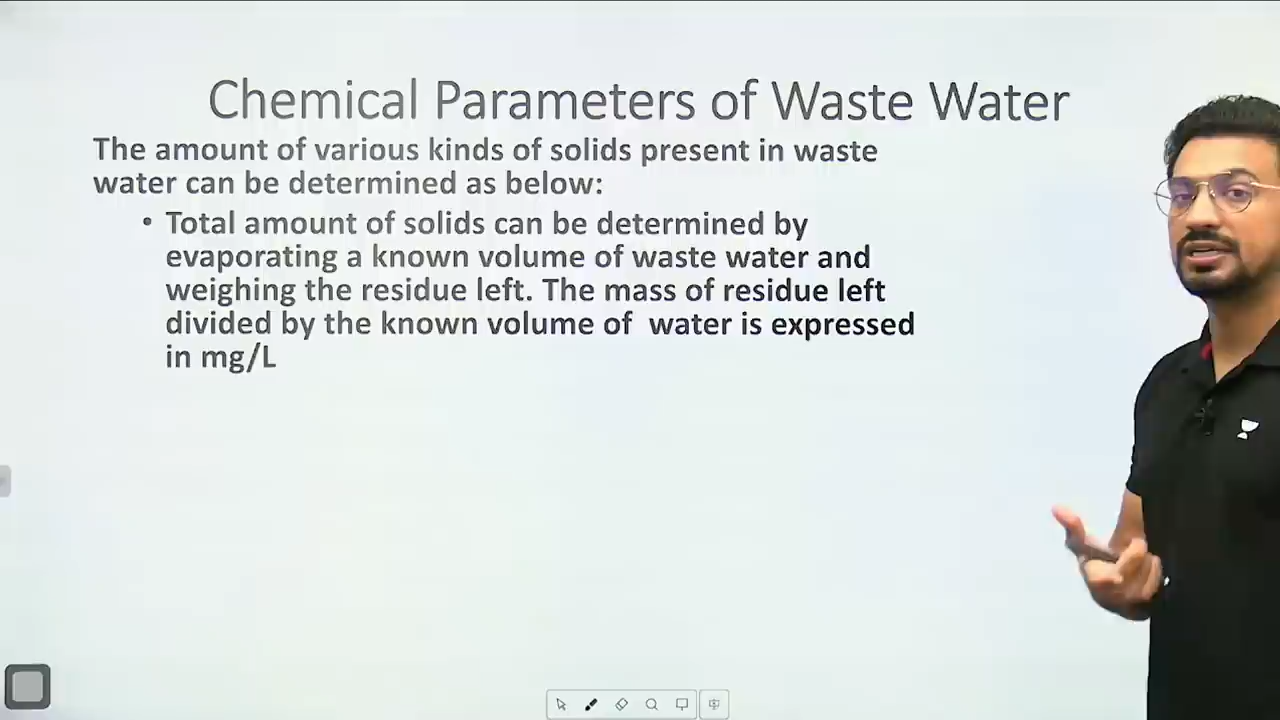 Chemical Parameters of Waste Water
The amount of various kinds of solids present in waste
water can be determined as below:
• Total amount of solids can be determined by
evaporating a known volume of waste water and
weighing the residue left. The mass of residue left
divided by the known volume of water is expressed
in mg/L